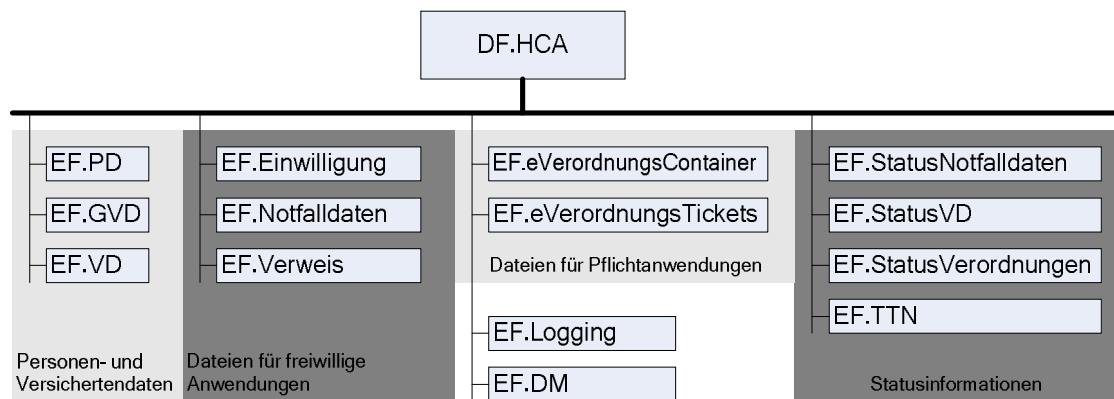 DF.HCA
EF.PD
EF.GVD
EF.VD
Personen- und
Versichertendaten
EF.Einwilligung
EF.Notfalldaten
EF.Verweis
Dateien für freiwillige
Anwendungen
EF.eVerordnungsContainer
EF.eVerordnungsTickets
Dateien für Pflichtanwendungen
EF.Logging
EF.DM
EF.StatusNotfalldaten
EF.StatusVD
EF.StatusVerordnungen
EF.TTN
Statusinformationen